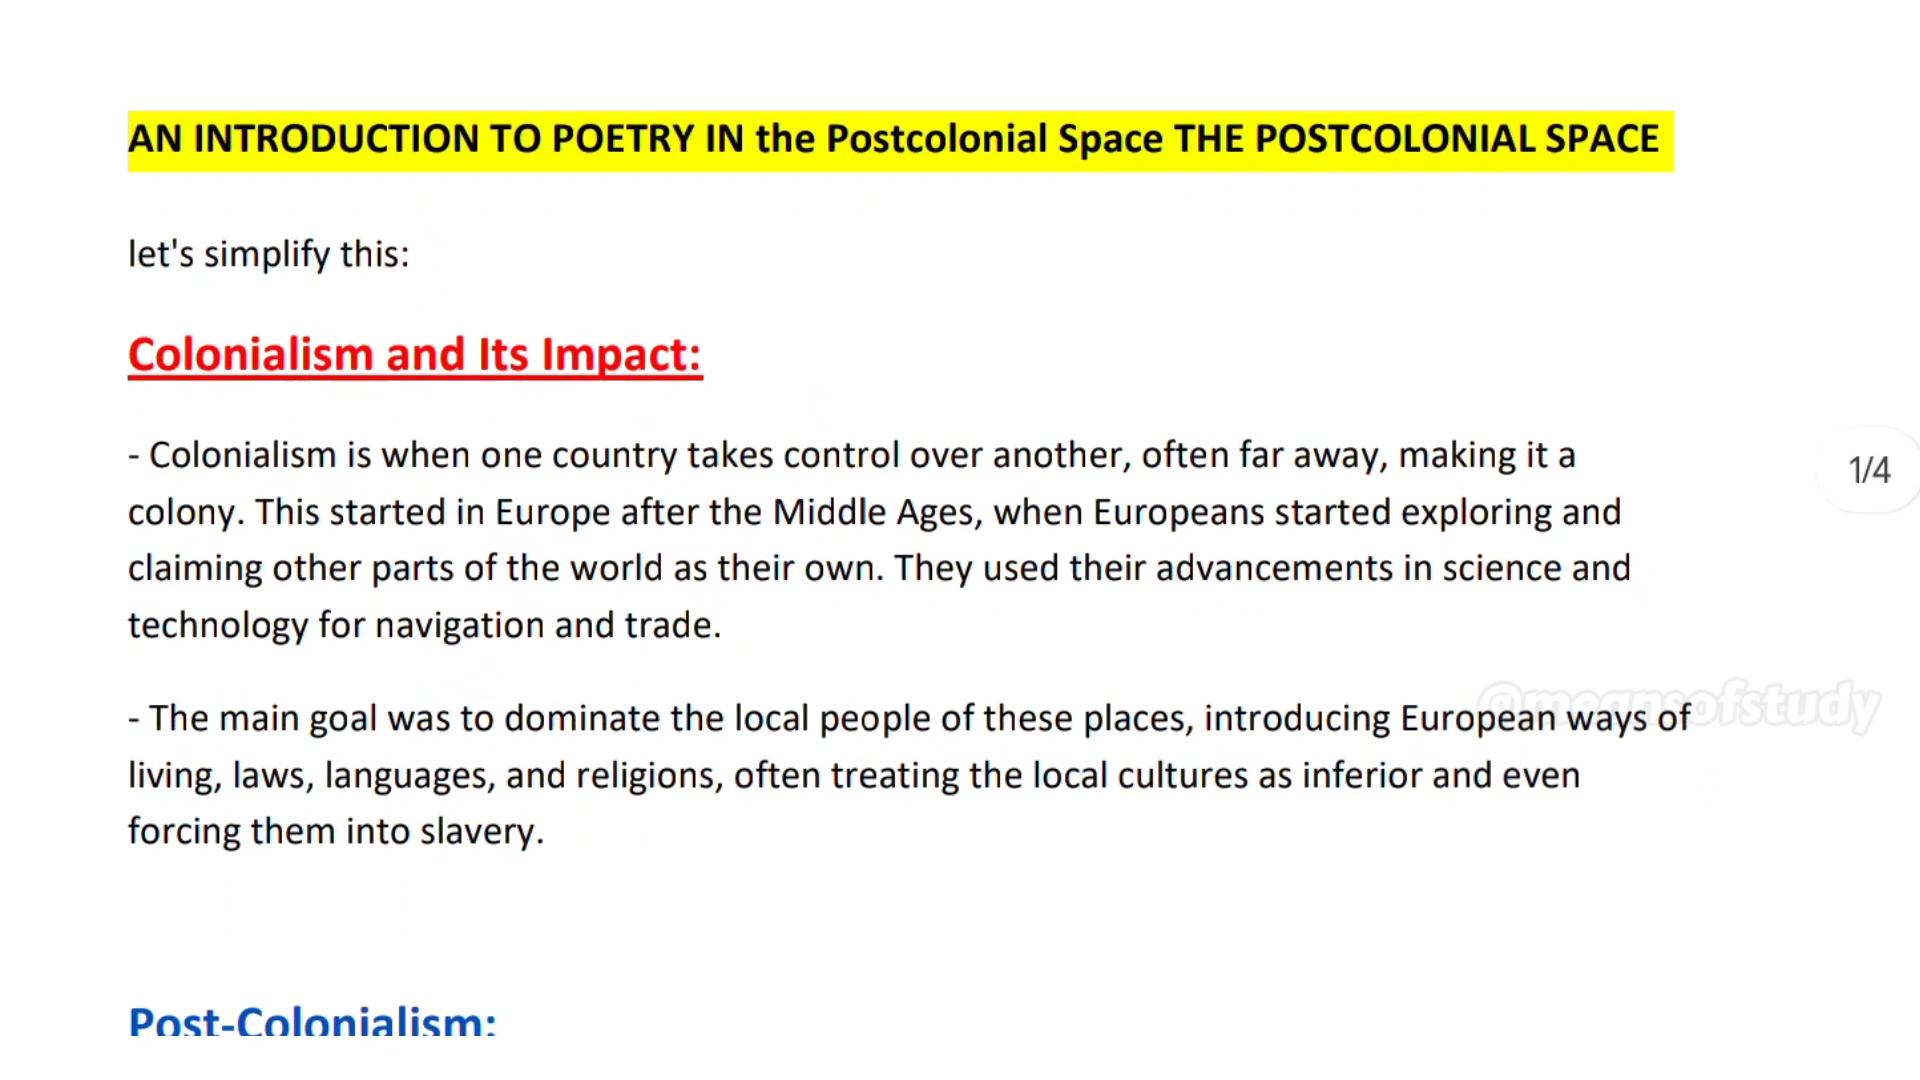 AN INTRODUCTION TO POETRY IN the Postcolonial Space THE POSTCOLONIAL SPACE
let's simplify this:
Colonialism and Its Impact:
- Colonialism is when one country takes control over another, often far away, making it a
colony. This started in Europe after the Middle Ages, when Europeans started exploring and
claiming other parts of the world as their own. They used their advancements in science and
technology for navigation and trade.
1/4
@meansofstudy
- The main goal was to dominate the local people of these places, introducing European ways of
living, laws, languages, and religions, often treating the local cultures as inferior and even
forcing them into slavery.
Post-Colonialism: